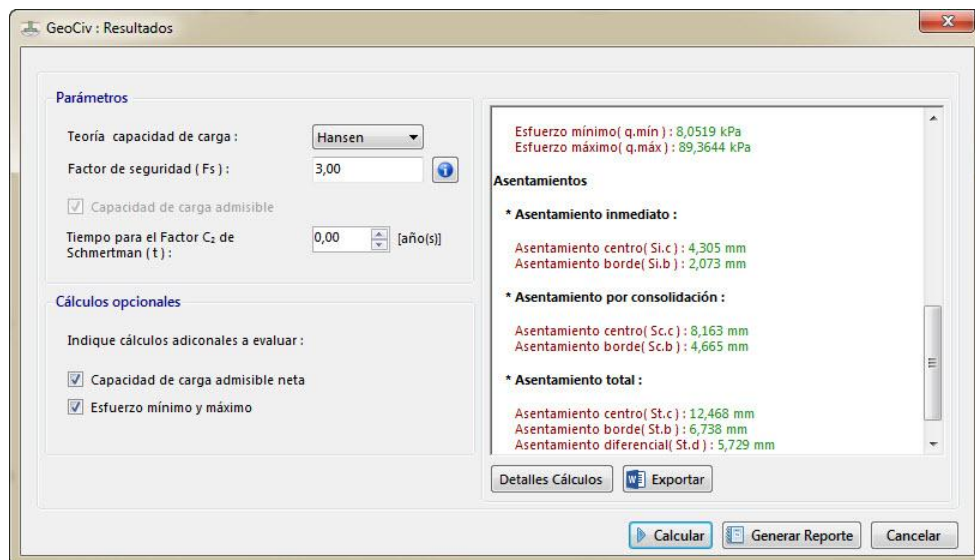 GeoCiv : Resultados
Parámetros
Teoría capacidad de carga :
Hansen
Factor de seguridad ( Fs ) :
3,00
Capacidad de carga admisible
Tiempo para el Factor C₂ de
Schmertman ( t ) :
0,00
[año(s)]
Cálculos opcionales
Indique cálculos adiconales a evaluar :
Capacidad de carga admisible neta
Esfuerzo mínimo y máximo
Esfuerzo mínimo( q.mín ) : 8,0519 kPa
Esfuerzo máximo( q.máx ) : 89,3644 kPa
Asentamientos
* Asentamiento inmediato :
Asentamiento centro( Si.c ) : 4,305 mm
Asentamiento borde( Si.b ) : 2,073 mm
* Asentamiento por consolidación :
Asentamiento centro( Sc.c ) : 8,163 mm
Asentamiento borde( Sc.b ) : 4,665 mm
* Asentamiento total :
Asentamiento centro( St.c ) : 12,468 mm
Asentamiento borde( St.b ) : 6,738 mm
Asentamiento diferencial( St.d ) : 5,729 mm
Detalles Cálculos
Exportar
Calcular
Generar Reporte
Cancelar